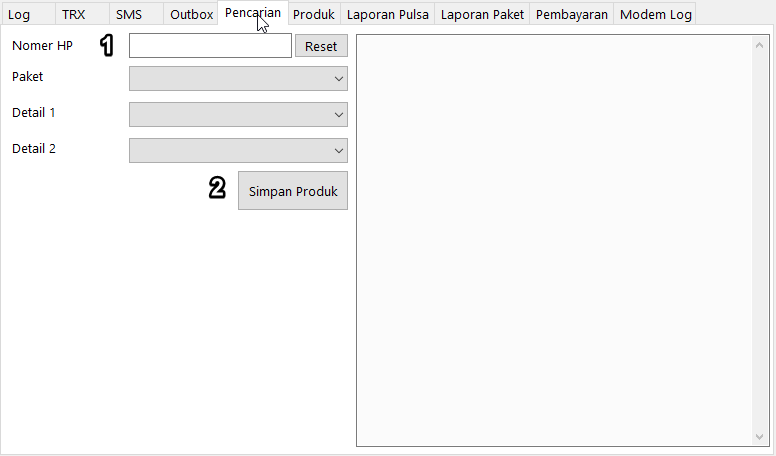 Log TRX SMS Outbox Pencarian Produk Laporan Pulsa Laporan Paket Pembayaran Modem Log
Nomer HP 1 Reset
Paket
Detail 1
Detail 2
2 Simpan Produk